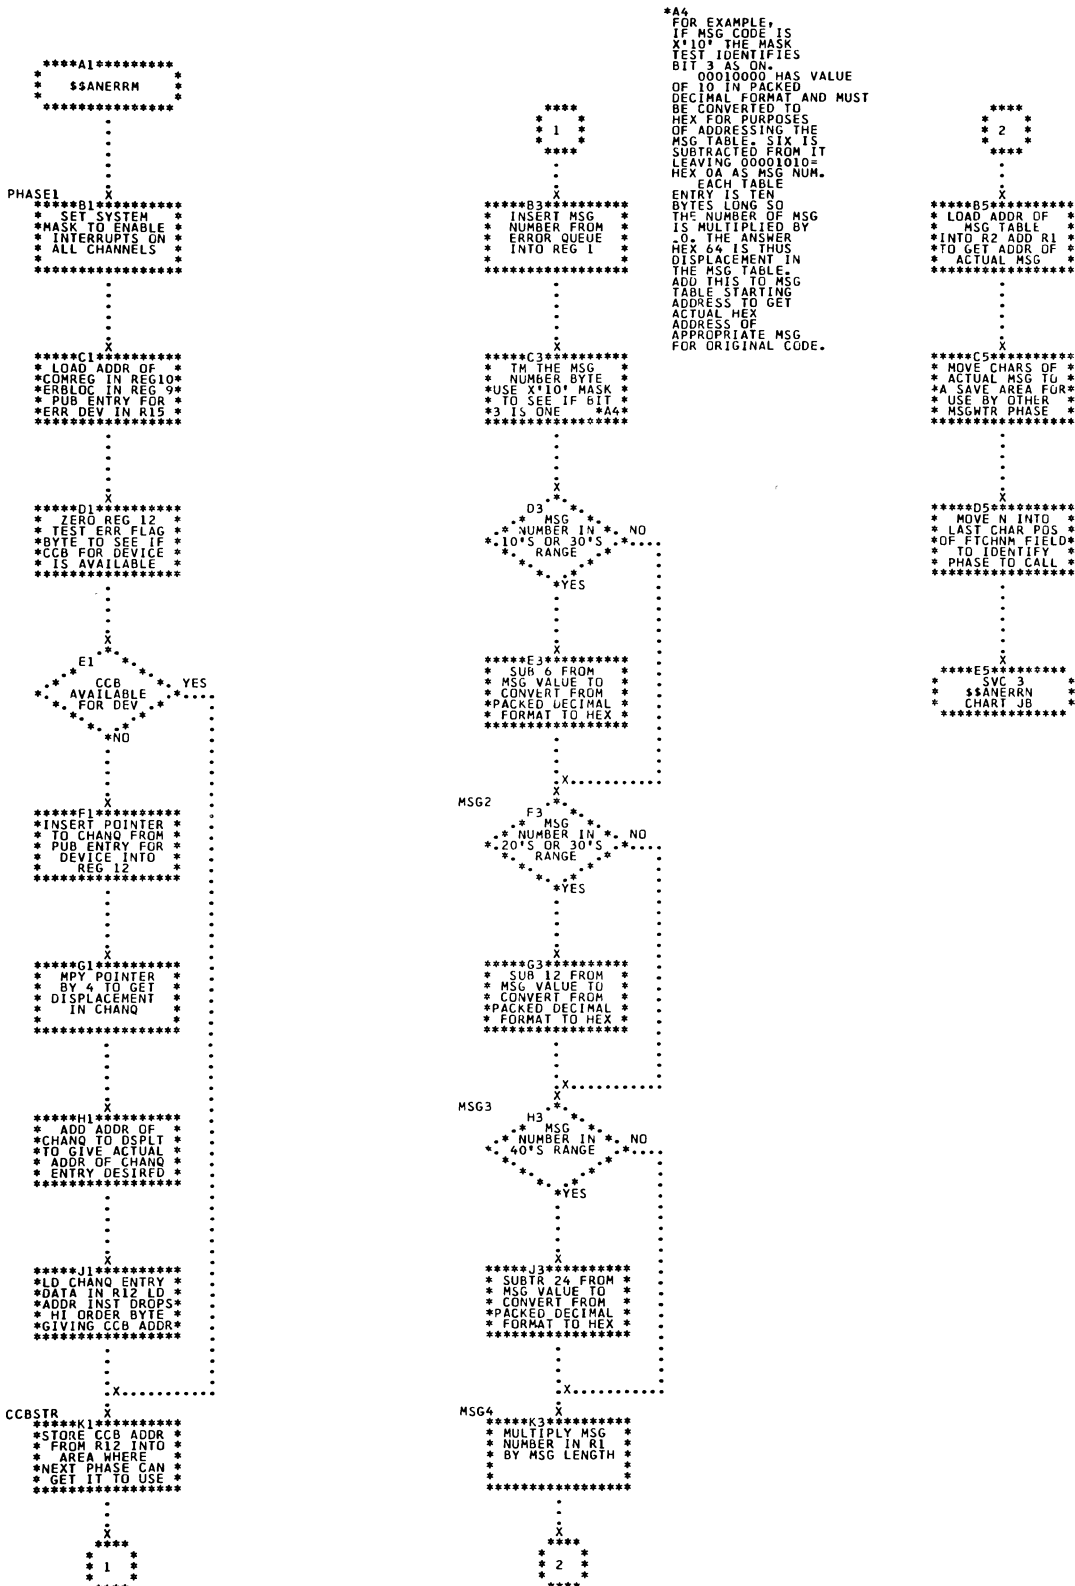 ****A1*********
$$ANERRM
PHASE1
*****B1**********
SET SYSTEM
MASK TO ENABLE
INTERRUPTS ON
ALL CHANNELS
*****C1**********
LOAD ADDR OF
COMREG IN REG10
ERBLOC IN REG 9
PUB ENTRY FOR
ERR DEV IN R15
*****D1**********
ZERO REG 12
TEST ERR FLAG
BYTE TO SEE IF
CCB FOR DEVICE
IS AVAILABLE
E1
CCB
AVAILABLE
FOR DEV
YES
NO
*****F1**********
INSERT POINTER
TO CHANQ FROM
PUB ENTRY FOR
DEVICE INTO
REG 12
*****G1**********
MPY POINTER
BY 4 TO GET
DISPLACEMENT
IN CHANQ
*****H1**********
ADD ADDR OF
CHANQ TO DSPLT
TO GIVE ACTUAL
ADDR OF CHANQ
ENTRY DESIRED
*****J1**********
LD CHANQ ENTRY
DATA IN R12 LD
ADDR INST DROPS
HI ORDER BYTE
GIVING CCB ADDR
CCBSTR
*****K1**********
STORE CCB ADDR
FROM R12 INTO
AREA WHERE
NEXT PHASE CAN
GET IT TO USE
1
1
*****B3**********
INSERT MSG
NUMBER FROM
ERROR QUEUE
INTO REG 1
*****C3**********
TM THE MSG
NUMBER BYTE
USE X'10' MASK
TO SEE IF BIT
3 IS ONE *A4
D3
MSG
NUMBER IN
10'S OR 30'S
RANGE
NO
YES
*****E3**********
SUB 6 FROM
MSG VALUE TO
CONVERT FROM
PACKED DECIMAL
FORMAT TO HEX
MSG2
F3
MSG
NUMBER IN
20'S OR 30'S
RANGE
NO
YES
*****G3**********
SUB 12 FROM
MSG VALUE TO
CONVERT FROM
PACKED DECIMAL
FORMAT TO HEX
MSG3
H3
MSG
NUMBER IN
40'S RANGE
NO
YES
*****J3**********
SUBTR 24 FROM
MSG VALUE TO
CONVERT FROM
PACKED DECIMAL
FORMAT TO HEX
MSG4
*****K3**********
MULTIPLY MSG
NUMBER IN R1
BY MSG LENGTH
2
*A4
FOR EXAMPLE,
IF MSG CODE IS
X'10' THE MASK
TEST IDENTIFIES
BIT 3 AS ON.
00010000 HAS VALUE
OF 10 IN PACKED
DECIMAL FORMAT AND MUST
BE CONVERTED TO
HEX FOR PURPOSES
OF ADDRESSING THE
MSG TABLE. SIX IS
SUBTRACTED FROM IT
LEAVING 00001010=
HEX 0A AS MSG NUM.
EACH TABLE
ENTRY IS TEN
BYTES LONG SO
THE NUMBER OF MSG
IS MULTIPLIED BY
.0. THE ANSWER
HEX 64 IS THUS
DISPLACEMENT IN
THE MSG TABLE.
ADD THIS TO MSG
TABLE STARTING
ADDRESS TO GET
ACTUAL HEX
ADDRESS OF
APPROPRIATE MSG
FOR ORIGINAL CODE.
2
*****B5**********
LOAD ADDR OF
MSG TABLE
INTO R2 ADD R1
TO GET ADDR OF
ACTUAL MSG
*****C5**********
MOVE CHARS OF
ACTUAL MSG TO
A SAVE AREA FOR
USE BY OTHER
MSGWTR PHASE
*****D5**********
MOVE N INTO
LAST CHAR POS
OF FTCHNM FIELD
TO IDENTIFY
PHASE TO CALL
****E5*********
SVC 3
$$ANERRN
CHART JB